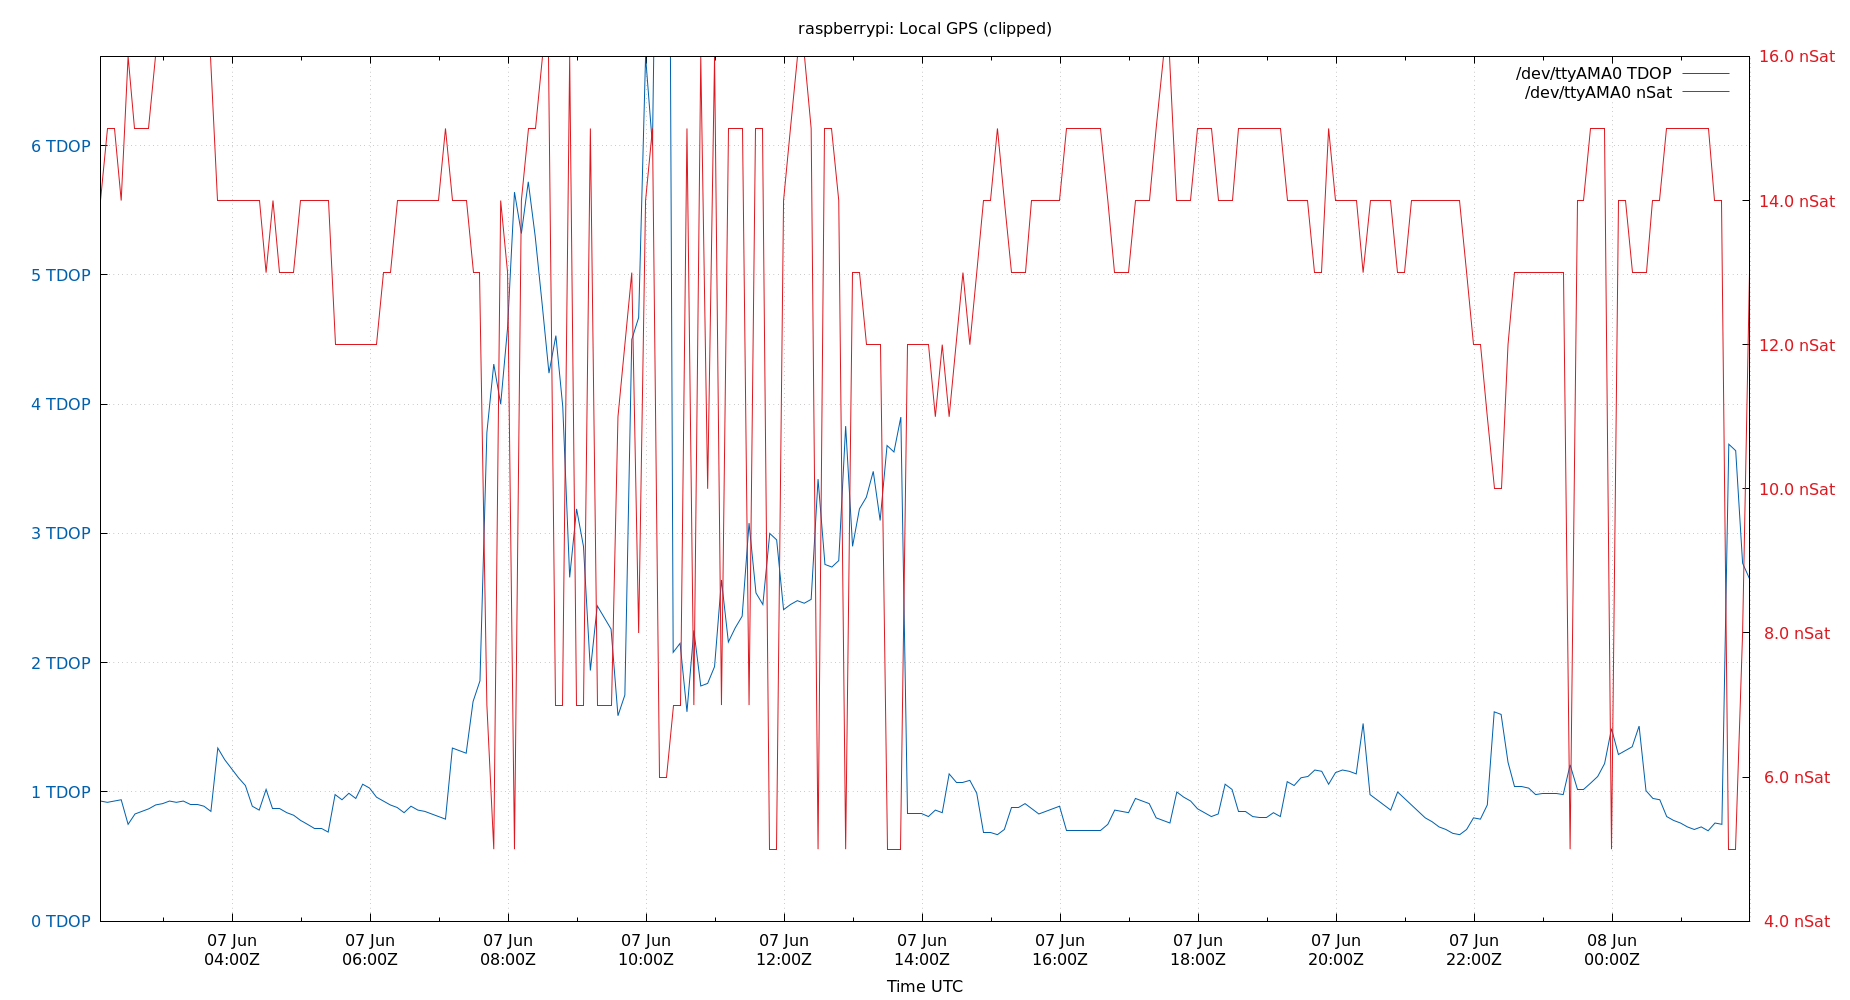 raspberrypi: Local GPS (clipped)
/dev/ttyAMA0 TDOP
/dev/ttyAMA0 nSat
6 TDOP
5 TDOP
4 TDOP
3 TDOP
2 TDOP
1 TDOP
0 TDOP
16.0 nSat
14.0 nSat
12.0 nSat
10.0 nSat
8.0 nSat
6.0 nSat
4.0 nSat
07 Jun
04:00Z
07 Jun
06:00Z
07 Jun
08:00Z
07 Jun
10:00Z
07 Jun
12:00Z
07 Jun
14:00Z
07 Jun
16:00Z
07 Jun
18:00Z
07 Jun
20:00Z
07 Jun
22:00Z
08 Jun
00:00Z
Time UTC